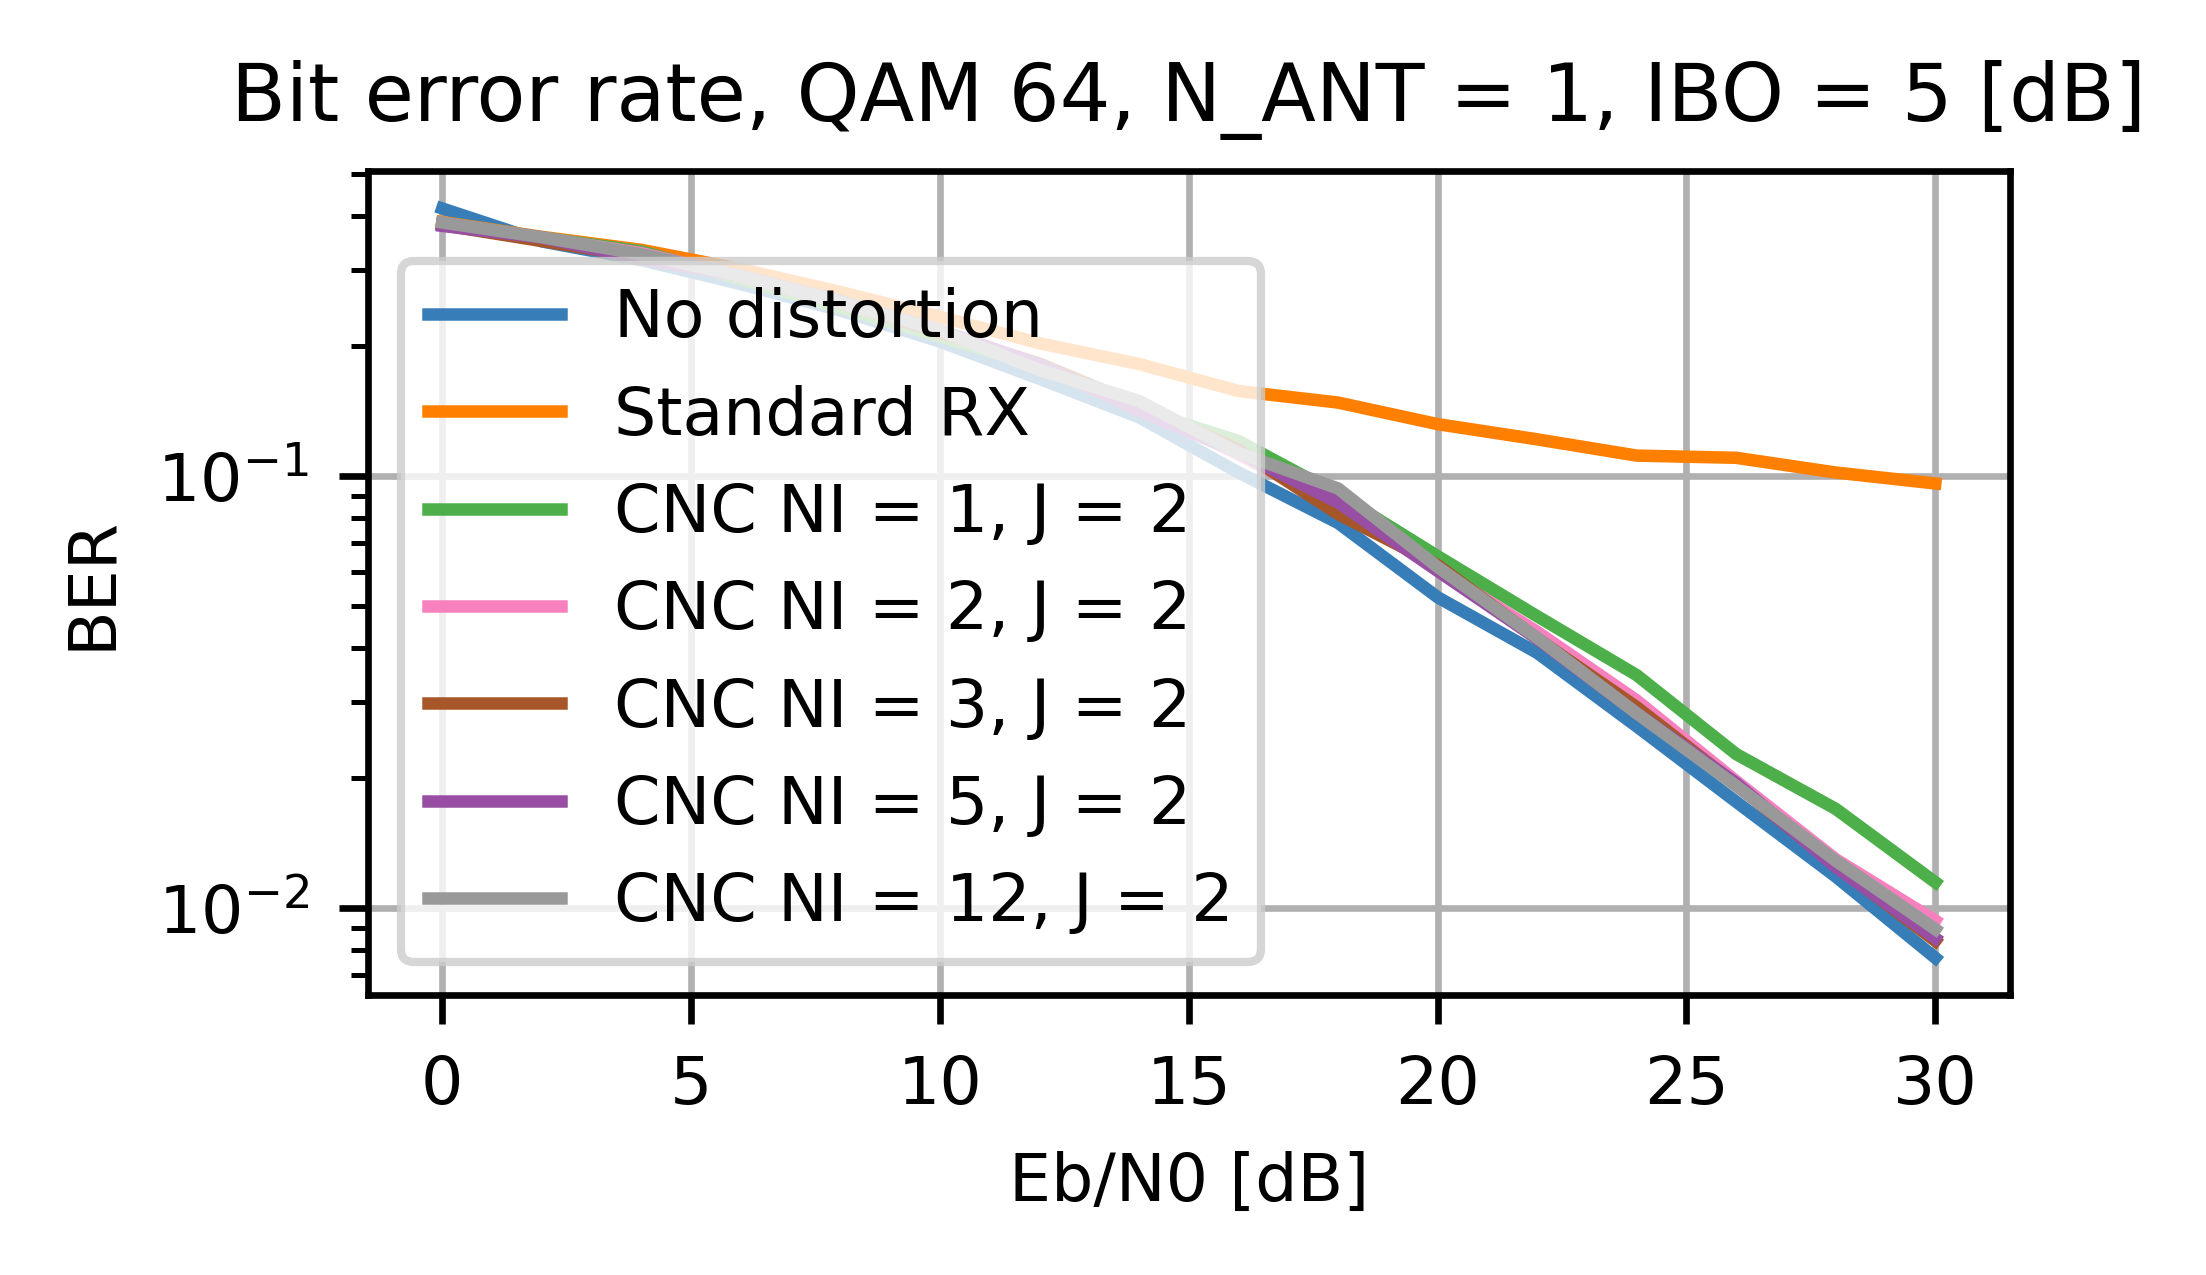 Bit error rate, QAM 64, N_ANT = 1, IBO = 5 [dB]
BER
10⁻¹
10⁻²
No distortion
Standard RX
CNC NI = 1, J = 2
CNC NI = 2, J = 2
CNC NI = 3, J = 2
CNC NI = 5, J = 2
CNC NI = 12, J = 2
0 5 10 15 20 25 30
Eb/N0 [dB]